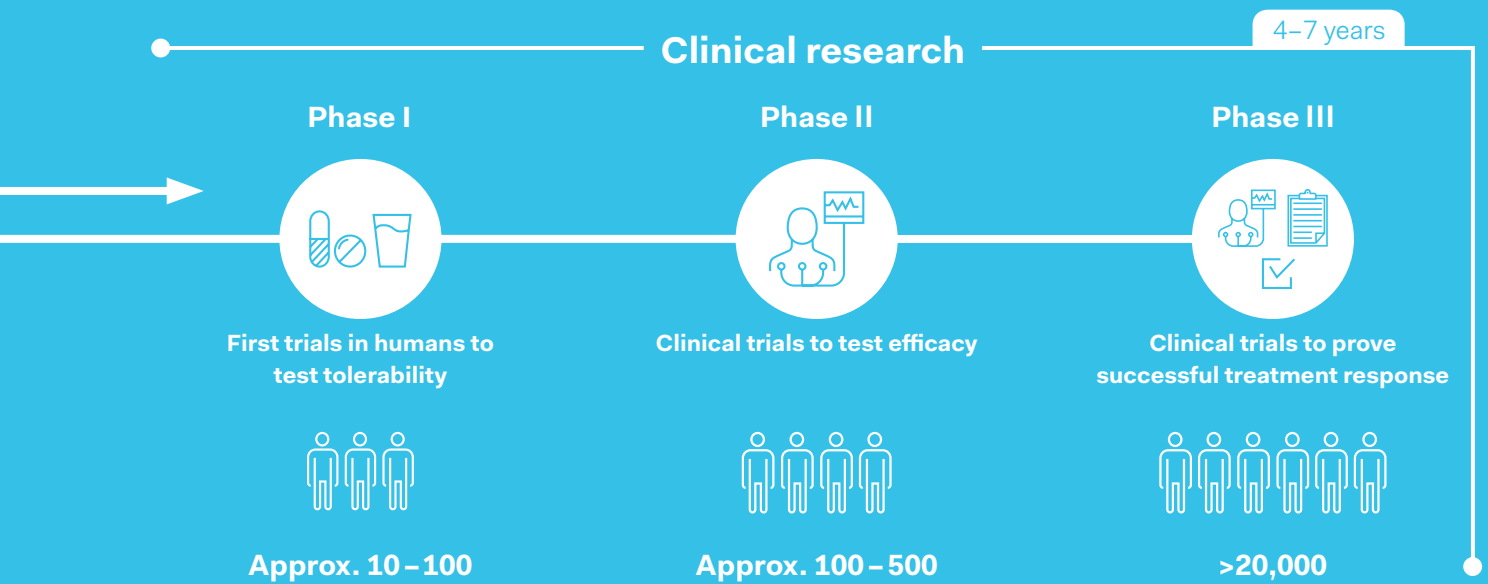 Clinical research
4–7 years
Phase I
Phase II
Phase III
First trials in humans to
test tolerability
Clinical trials to test efficacy
Clinical trials to prove
successful treatment response
Approx. 10–100
Approx. 100–500
>20,000